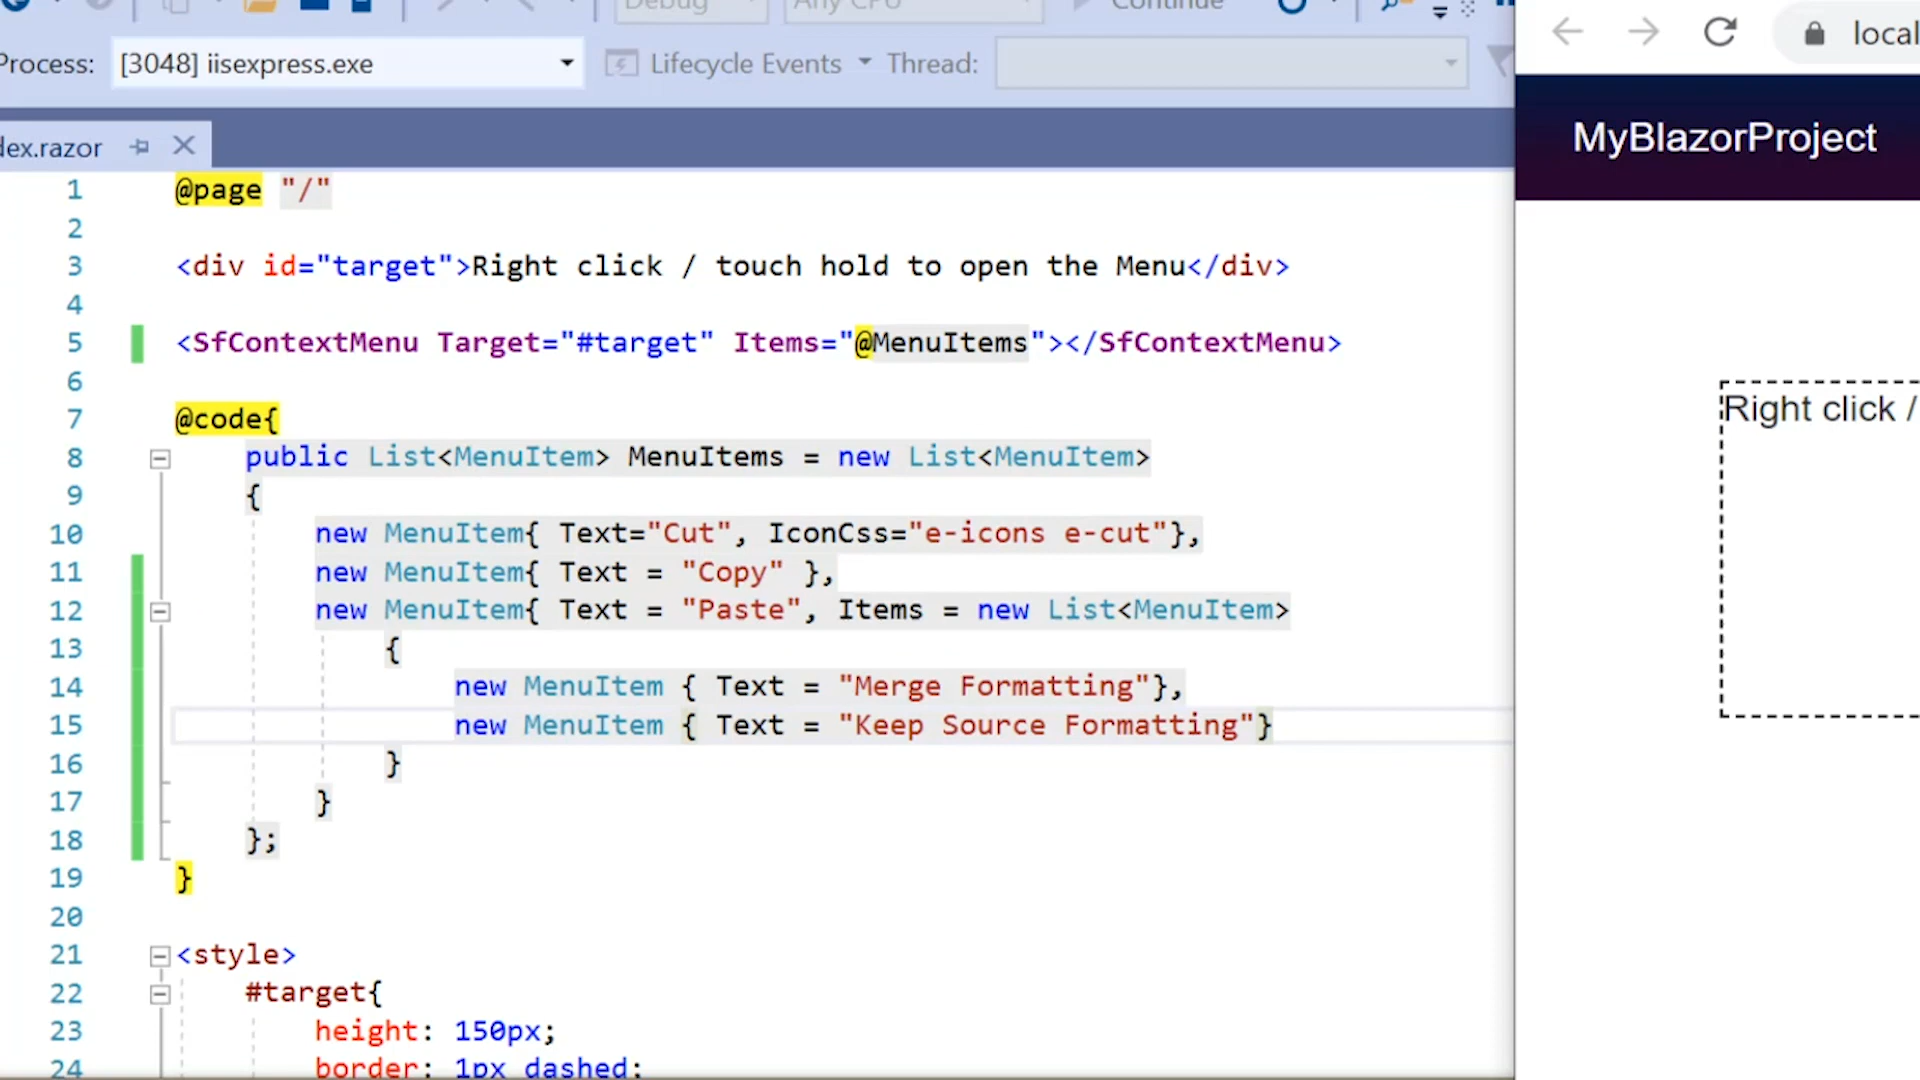 Debug Any CPU Continue
Process: [3048] iisexpress.exe Lifecycle Events Thread:
dex.razor
1 @page "/"
2
3 <div id="target">Right click / touch hold to open the Menu</div>
4
5 <SfContextMenu Target="#target" Items="@MenuItems"></SfContextMenu>
6
7 @code{
8 public List<MenuItem> MenuItems = new List<MenuItem>
9 {
10 new MenuItem{ Text="Cut", IconCss="e-icons e-cut"},
11 new MenuItem{ Text = "Copy" },
12 new MenuItem{ Text = "Paste", Items = new List<MenuItem>
13 {
14 new MenuItem { Text = "Merge Formatting"},
15 new MenuItem { Text = "Keep Source Formatting"}
16 }
17 }
18 };
19 }
20
21 <style>
22 #target{
23 height: 150px;
24 border: 1px dashed;
local
MyBlazorProject
Right click /